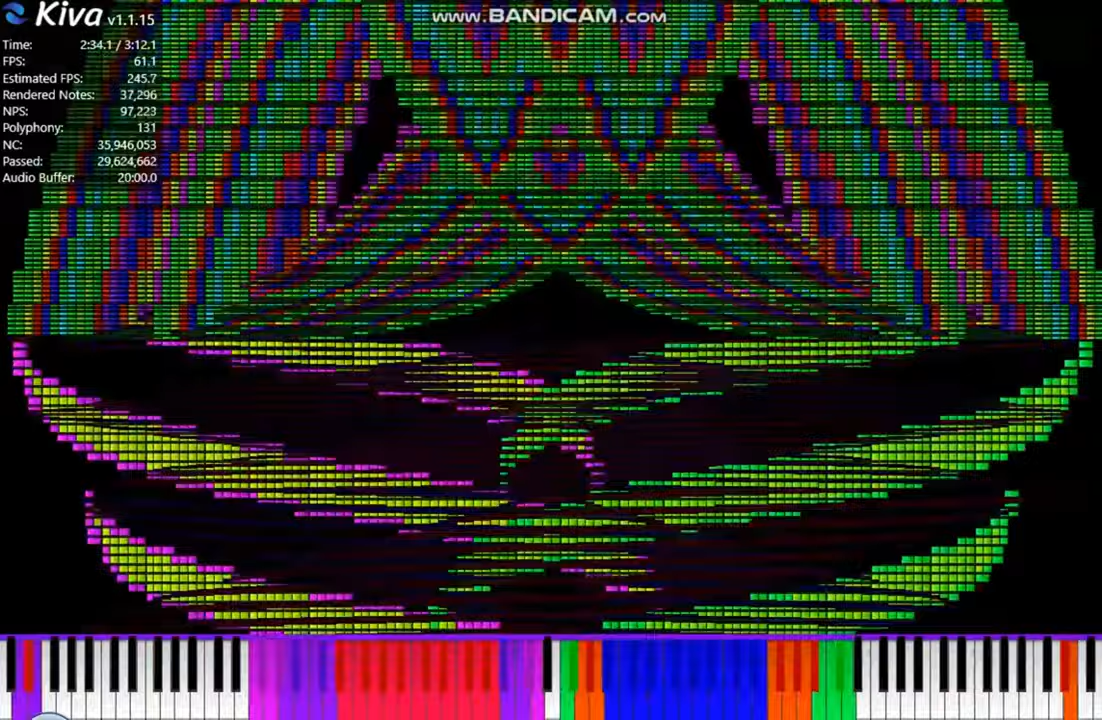 Kiva v1.1.15
www.BANDICAM.com
Time: 2:34.1 / 3:12.1
FPS: 61.1
Estimated FPS: 245.7
Rendered Notes: 37,296
NPS: 97,223
Polyphony: 131
NC: 35,946,053
Passed: 29,624,662
Audio Buffer: 20:00.0